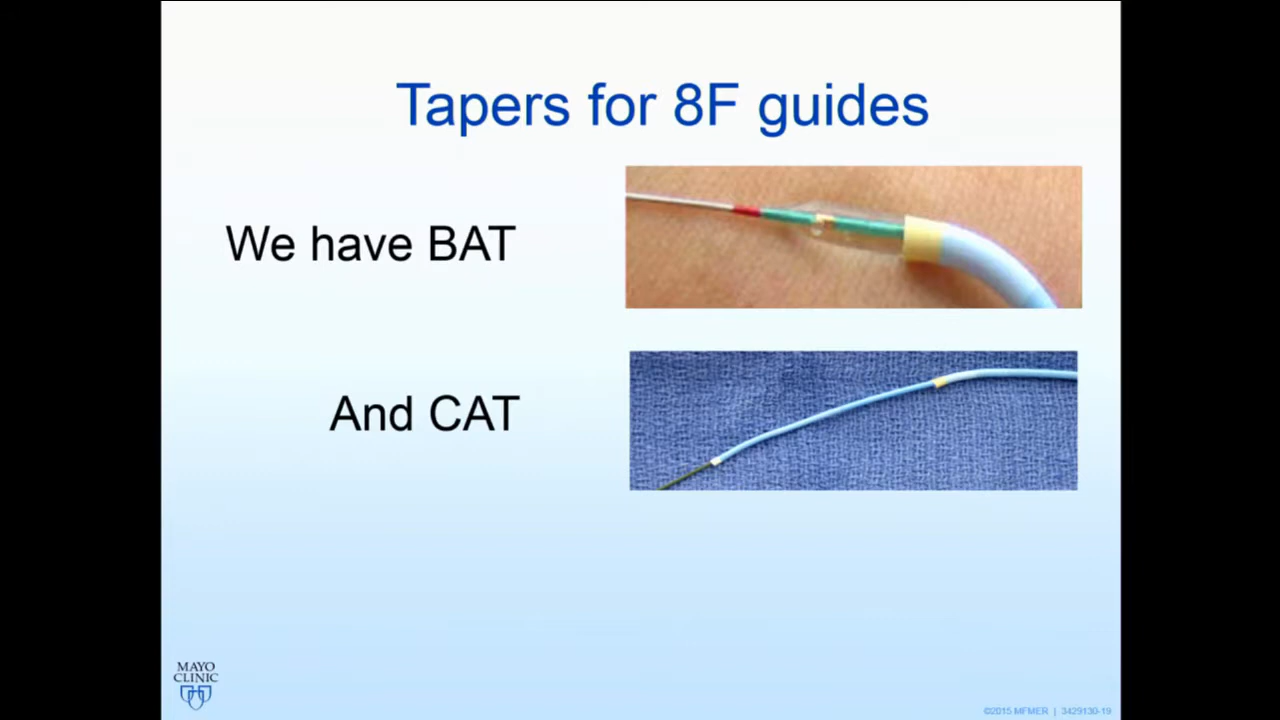 Tapers for 8F guides
We have BAT
And CAT
MAYO
CLINIC
©2015 MFMER | 3429130-19